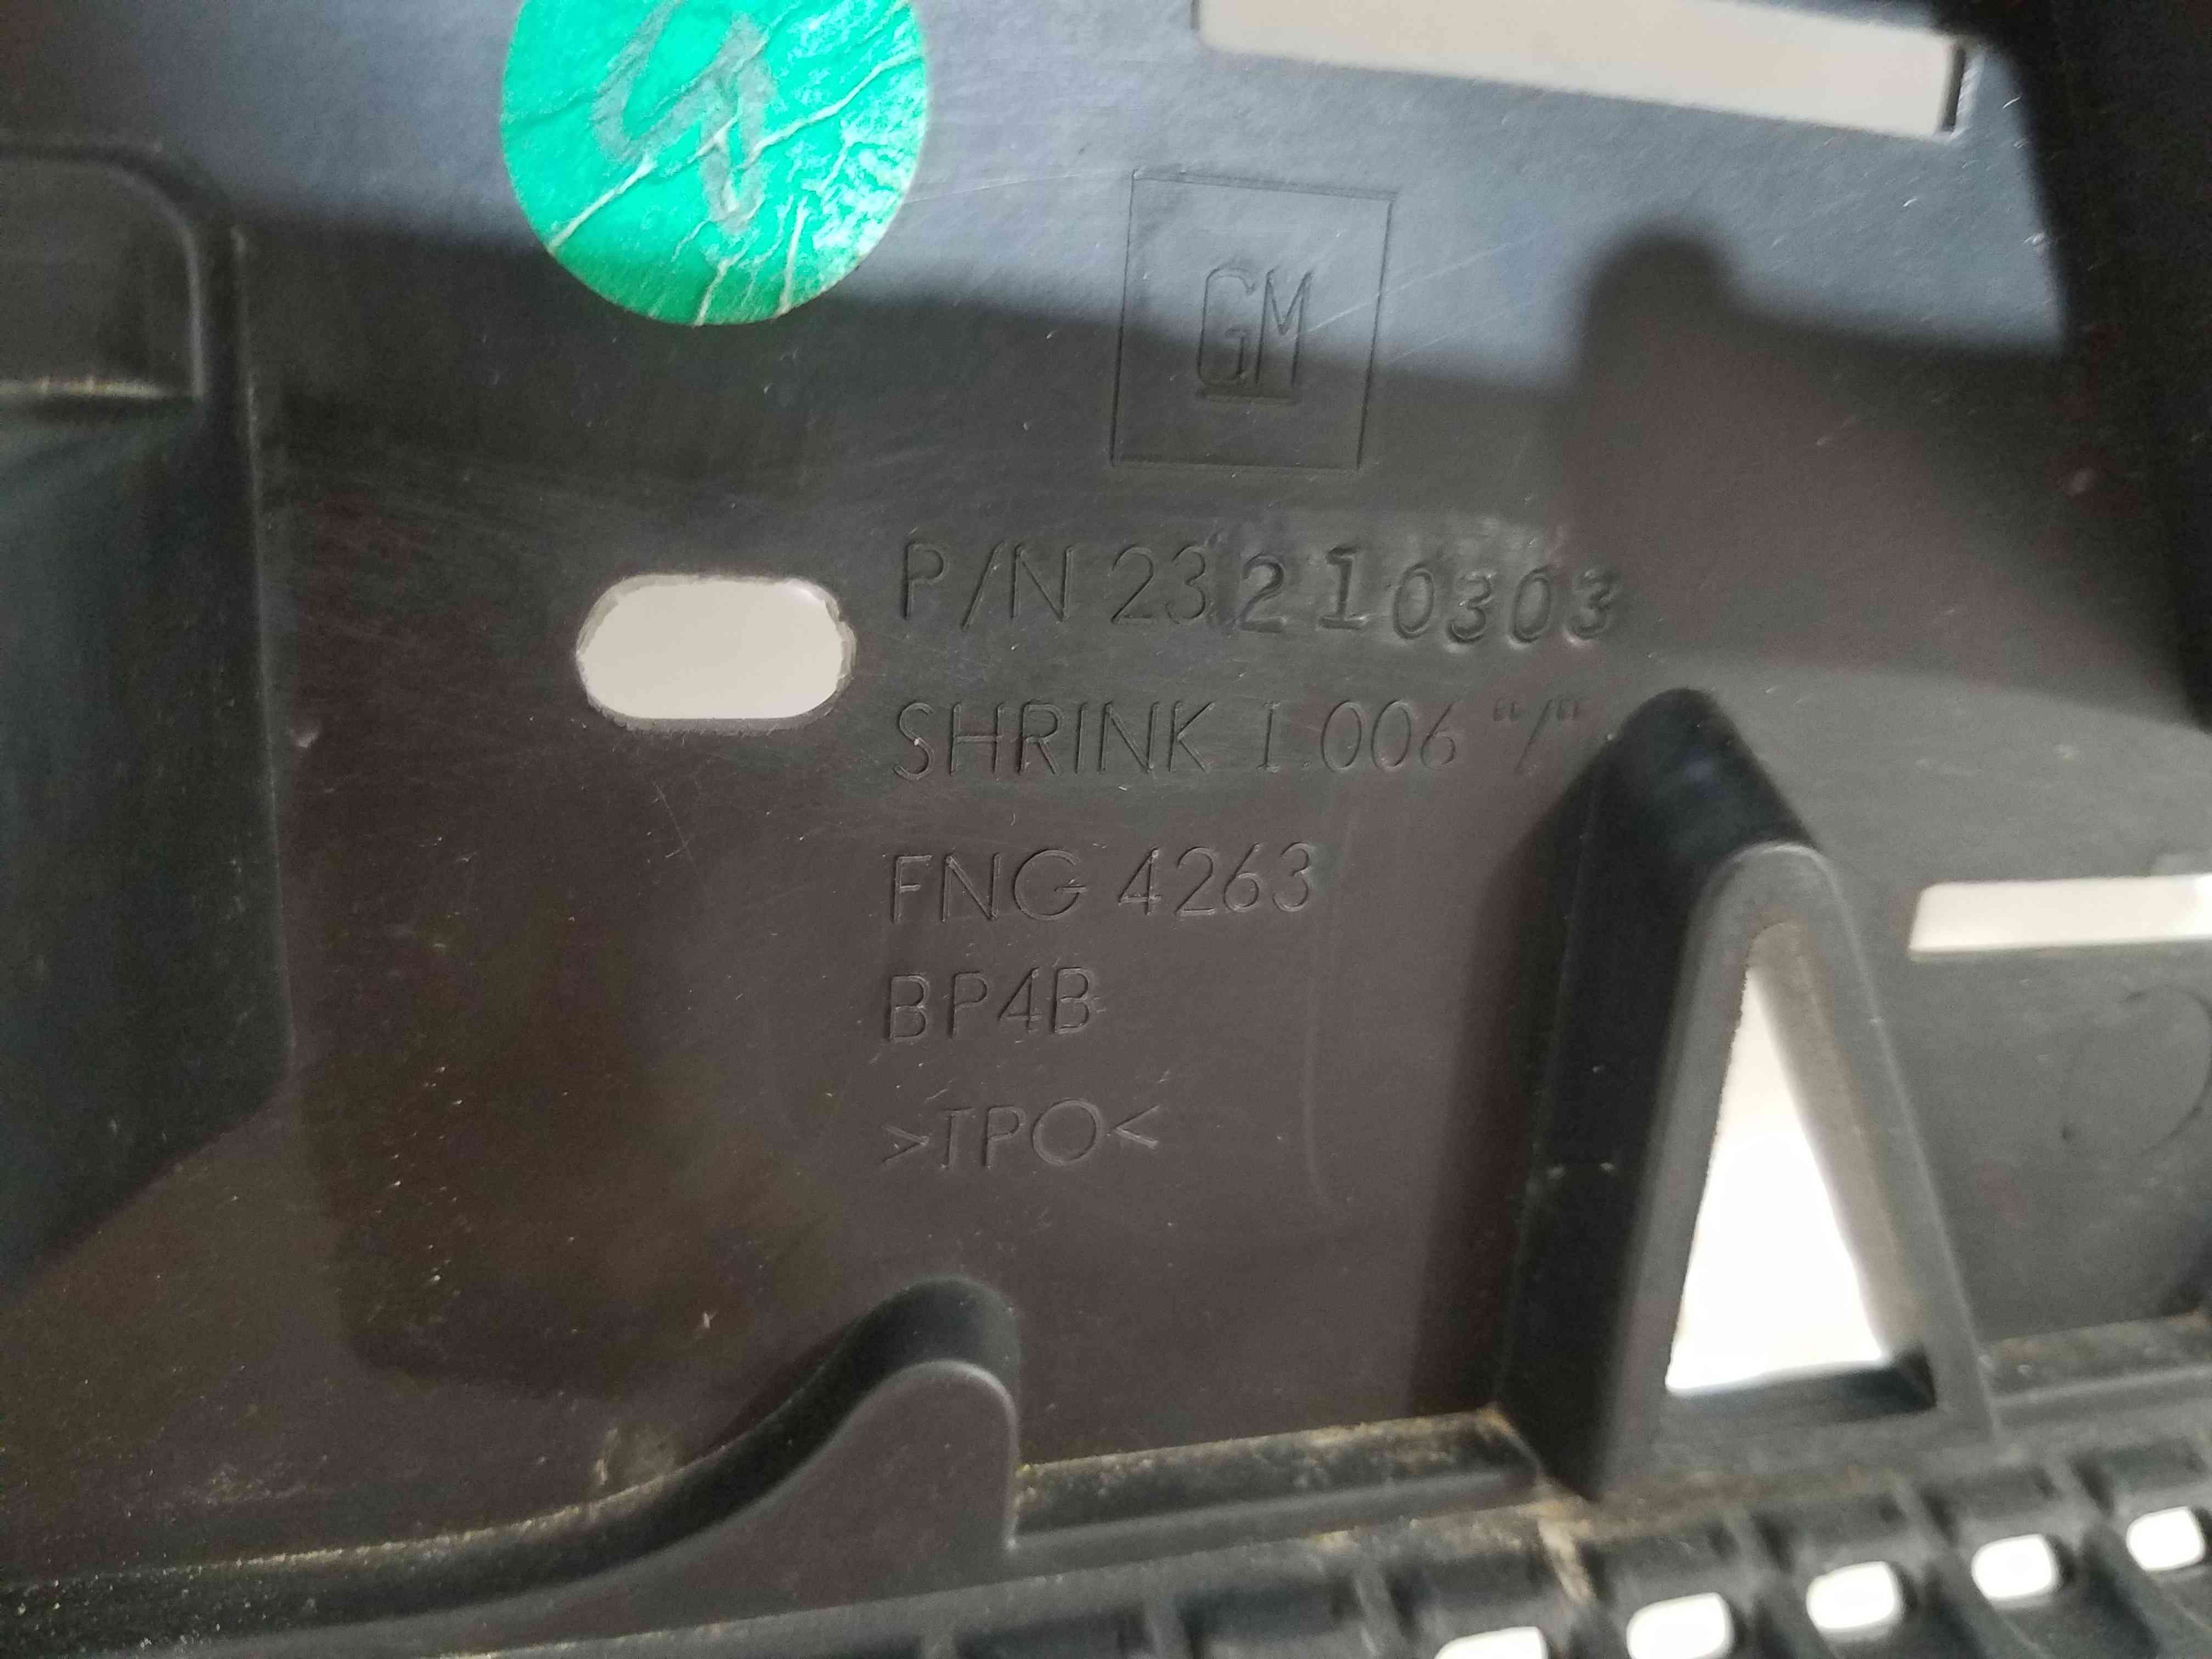 GM
P/N 23210303
SHRINK 1.006 "/"
FNG 4263
BP4B
>TPO<